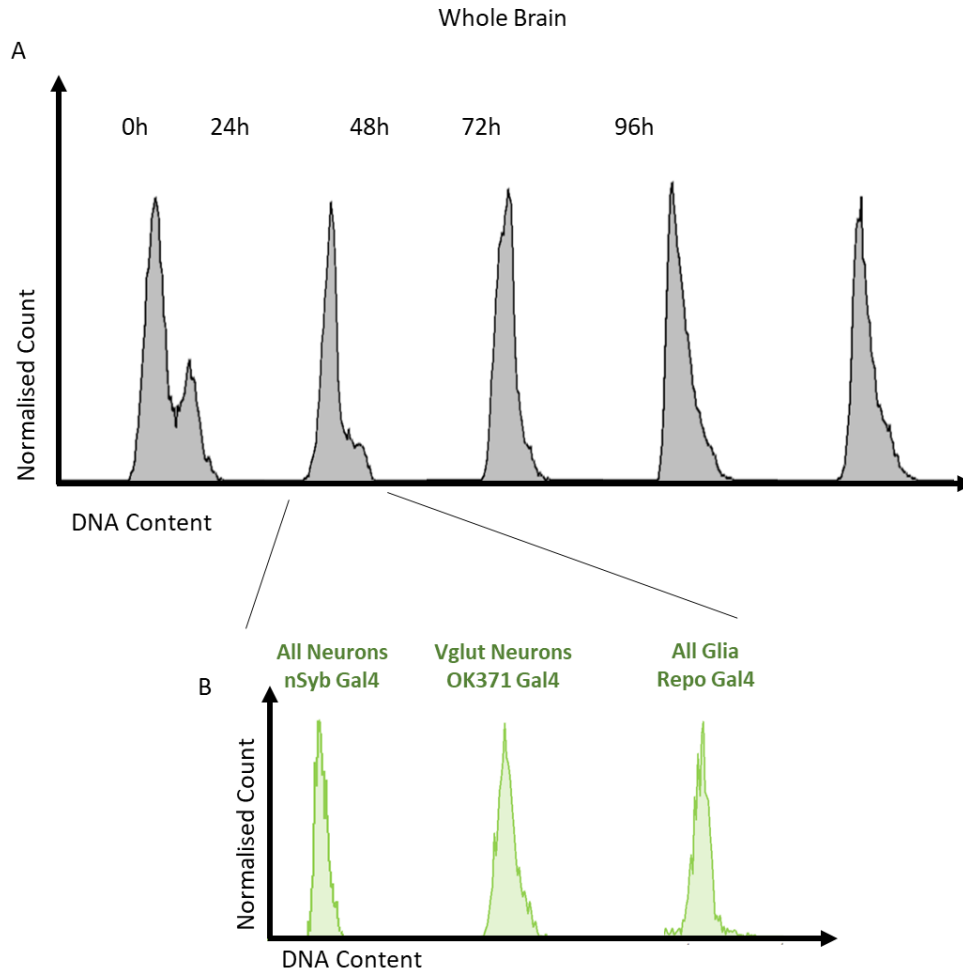 Whole Brain
A
0h 24h 48h 72h 96h
Normalised Count
DNA Content
All Neurons
nSyb Gal4
Vglut Neurons
OK371 Gal4
All Glia
Repo Gal4
B
Normalised Count
DNA Content